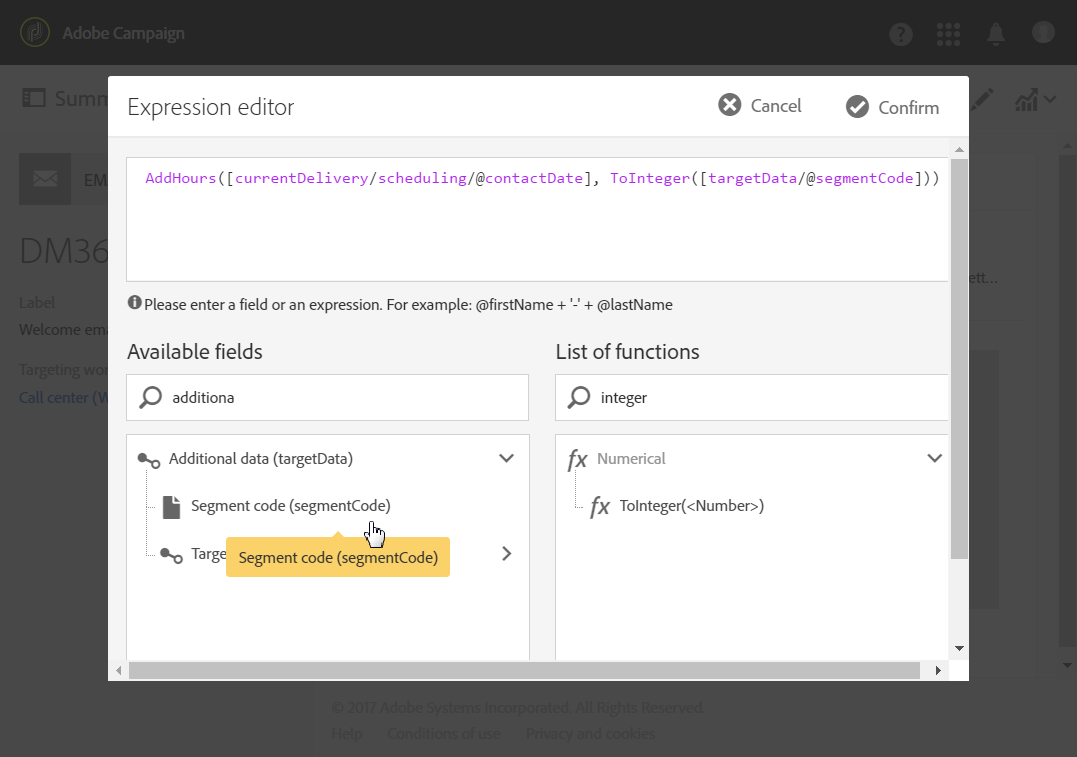 Adobe Campaign
Summ
Expression editor
Cancel
Confirm
EM
AddHours([currentDelivery/scheduling/@contactDate], ToInteger([targetData/@segmentCode]))
DM36
ett...
Label
Please enter a field or an expression. For example: @firstName + '-' + @lastName
Welcome ema
Available fields
List of functions
Targeting wor
Call center (W
additiona
integer
Additional data (targetData)
fx Numerical
Segment code (segmentCode)
fx ToInteger(<Number>)
Targe
Segment code (segmentCode)
© 2017 Adobe Systems Incorporated. All Rights Reserved.
Help Conditions of use Privacy and cookies